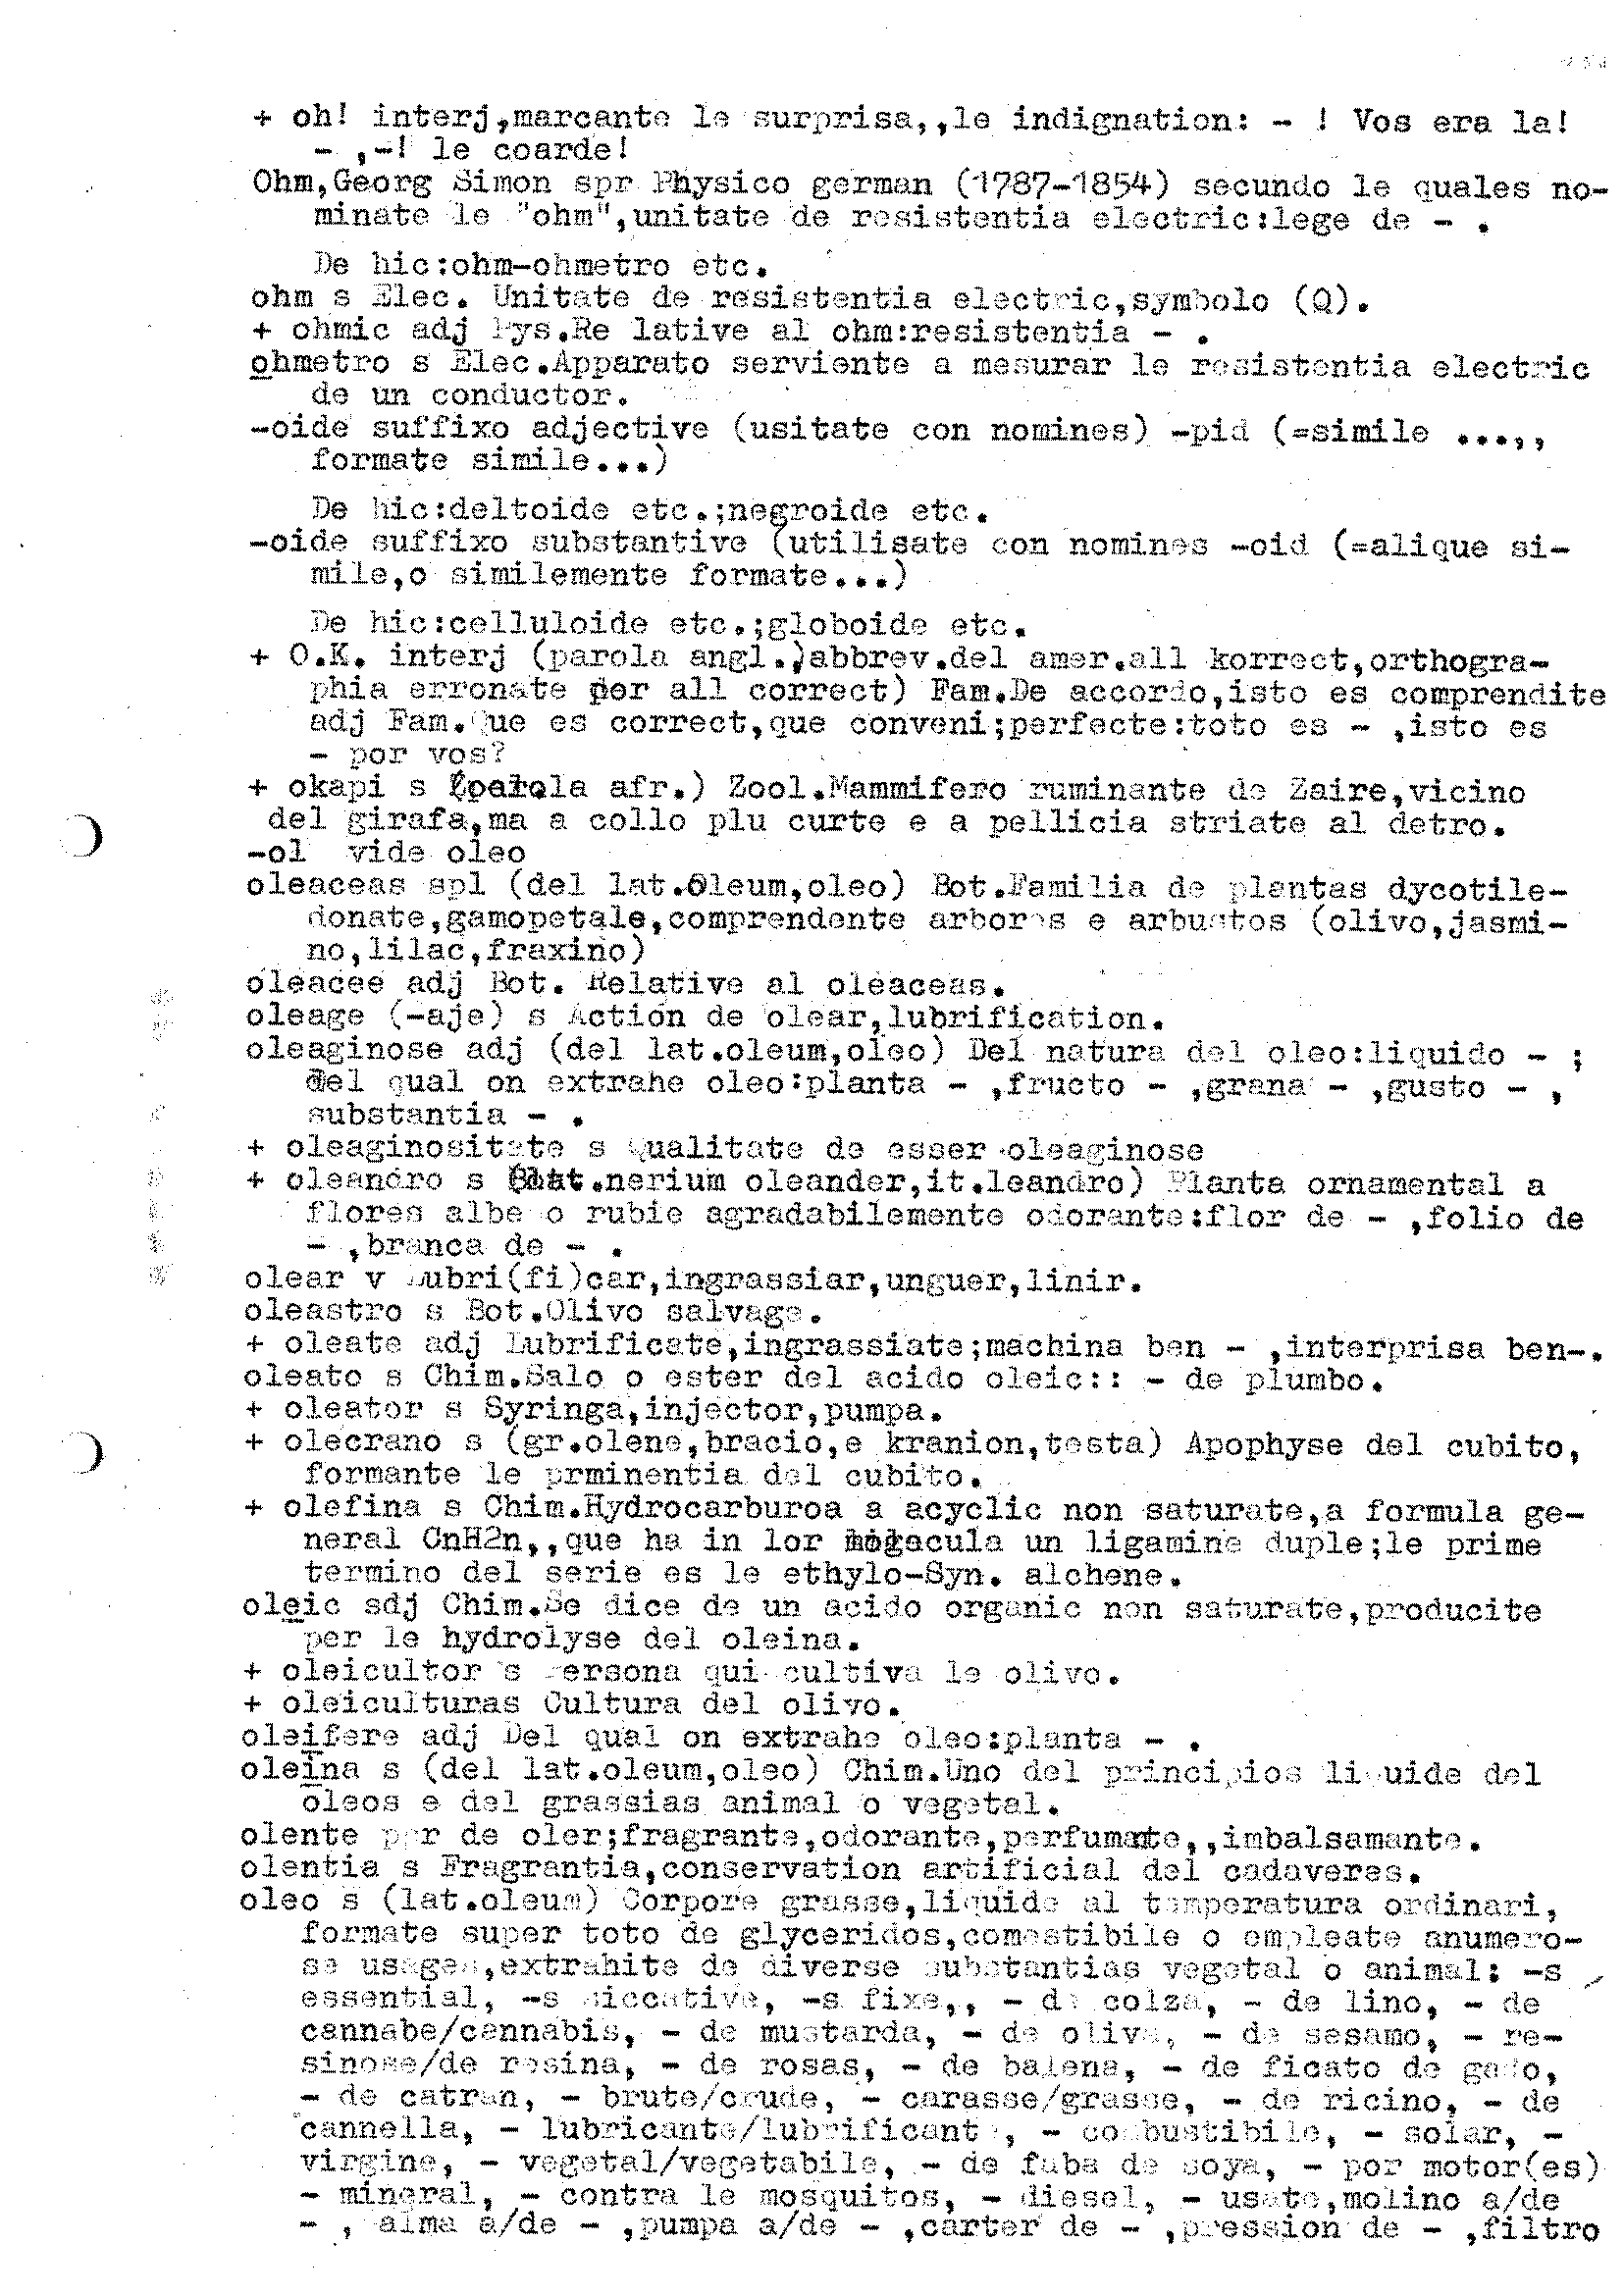 + oh! interj,marcante le surprisa,,le indignation: - ! Vos era la!
- ,-! le coarde!
Ohm,Georg Simon spr Physico german (1787-1854) secundo le quales no-
minate le "ohm",unitate de resistentia electric:lege de - .
De hic:ohm-ohmetro etc.
ohm s Elec. Unitate de resistentia electric,symbolo (Q).
+ ohmic adj Fys.Re lative al ohm:resistentia - .
ohmetro s Elec.Apparato serviente a mesurar le resistentia electric
de un conductor.
-oide suffixo adjective (usitate con nomines) -pid (=simile ...,,
formate simile...)
De hic:deltoide etc.;negroide etc.
-oide suffixo substantive (utilisate con nomines -oid (=alique si-
mile,o similemente formate...)
De hic:celluloide etc.;globoide etc.
+ O.K. interj (parola angl.)abbrev.del amer.all korrect,orthogra-
phia erronate per all correct) Fam.De accordo,isto es comprendite
adj Fam.Que es correct,que conveni;perfecte:toto es - ,isto es
- por vos?
+ okapi s (parola afr.) Zool.Mammifero ruminante de Zaire,vicino
del girafa,ma a collo plu curte e a pellicia striate al detro.
-ol vide oleo
oleaceas spl (del lat.oleum,oleo) Bot.Familia de plantas dycotile-
donate,gamopetale,comprendente arbores e arbustos (olivo,jasmi-
no,lilac,fraxino)
oleacee adj Bot. Relative al oleaceas.
oleage (-aje) s Action de olear,lubrification.
oleaginose adj (del lat.oleum,oleo) Del natura del oleo:liquido - ;
del qual on extrahe oleo:planta - ,fructo - ,grana - ,gusto - ,
substantia - .
+ oleaginositate s Qualitate de esser oleaginose
+ oleandro s (lat.nerium oleander,it.leandro) Planta ornamental a
flores albe o rubie agradabilemente odorante:flor de - ,folio de
- ,branca de - .
olear v Lubri(fi)car,ingrassiar,unguer,linir.
oleastro s Bot.Olivo salvage.
+ oleate adj Lubrificate,ingrassiate;machina ben - ,interprisa ben-.
oleato s Chim.Salo o ester del acido oleic:: - de plumbo.
+ oleator s Syringa,injector,pumpa.
+ olecrano s (gr.olene,bracio,e kranion,testa) Apophyse del cubito,
formante le prminentia del cubito.
+ olefina s Chim.Hydrocarburoa a acyclic non saturate,a formula ge-
neral CnH2n,,que ha in lor molecula un ligamine duple;le prime
termino del serie es le ethylo-Syn. alchene.
oleic sdj Chim.Se dice de un acido organic non saturate,producite
per le hydrolyse del oleina.
+ oleicultor s Persona qui cultiva le olivo.
+ oleiculturas Cultura del olivo.
oleifere adj Del qual on extrahe oleo:planta - .
oleina s (del lat.oleum,oleo) Chim.Uno del principios liquide del
oleos e del grassias animal o vegetal.
olente per de oler;fragrante,odorante,perfumate,,imbalsamante.
olentia s Fragrantia,conservation artificial del cadaveres.
oleo s (lat.oleum) Corpore grasse,liquide al temperatura ordinari,
formate super toto de glyceridos,comestibile o empleate anumero-
se usages,extrahite de diverse substantias vegetal o animal: -s
essential, -s siccative, -s fixe,, - de colza, - de lino, - de
cannabe/cannabis, - de mustarda, - de oliva, - de sesamo, - re-
sinose/de resina, - de rosas, - de balena, - de ficato de gado,
- de catran, - brute/crude, - carasse/grasse, - de ricino, - de
cannella, - lubricante/lubrificante, - combustibile, - solar, -
virgine, - vegetal/vegetabile, - de faba de soya, - por motor(es)
- mineral, - contra le mosquitos, - diesel, - usate,molino a/de
- , alma a/de - ,pumpa a/de - ,carter de - ,pression de - ,filtro